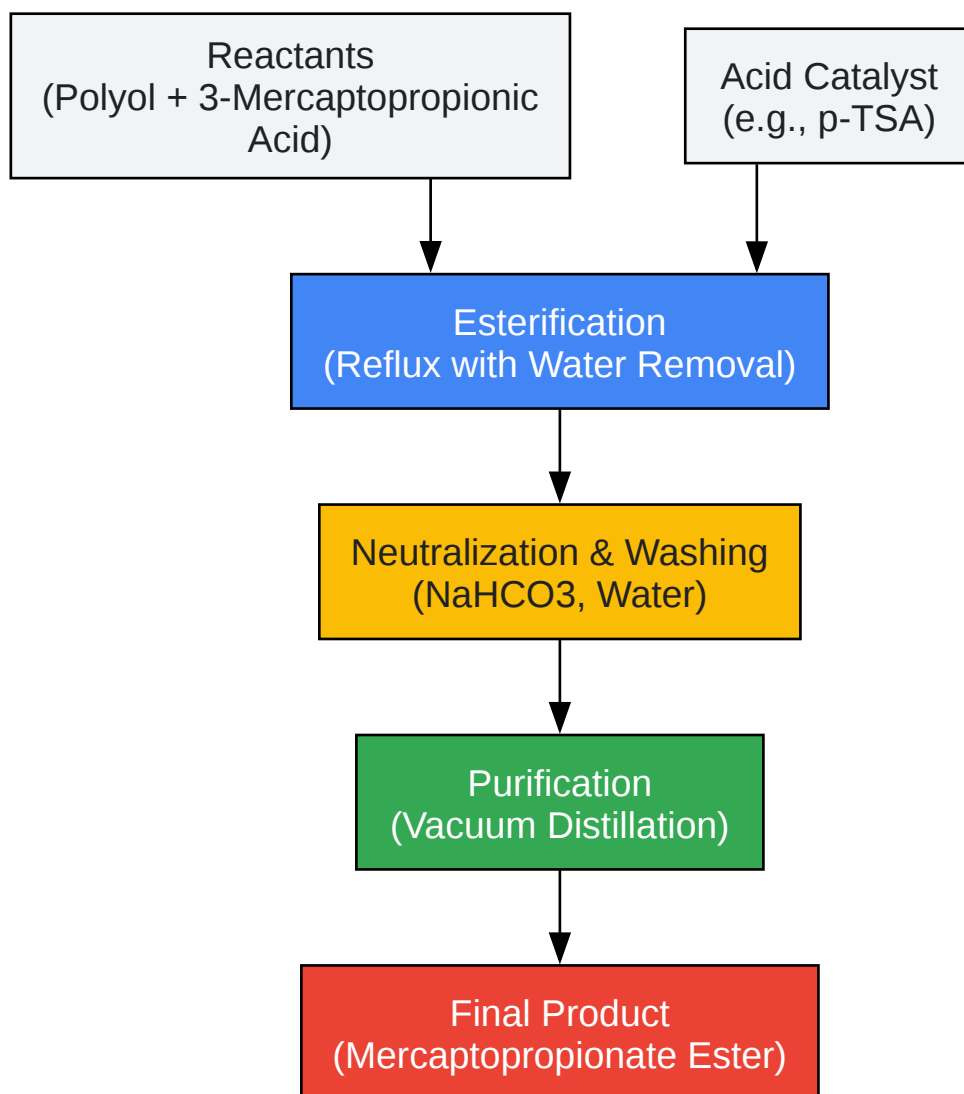 Reactants
(Polyol + 3-Mercaptopropionic
Acid)
Acid Catalyst
(e.g., p-TSA)
Esterification
(Reflux with Water Removal)
Neutralization & Washing
(NaHCO3, Water)
Purification
(Vacuum Distillation)
Final Product
(Mercaptopropionate Ester)